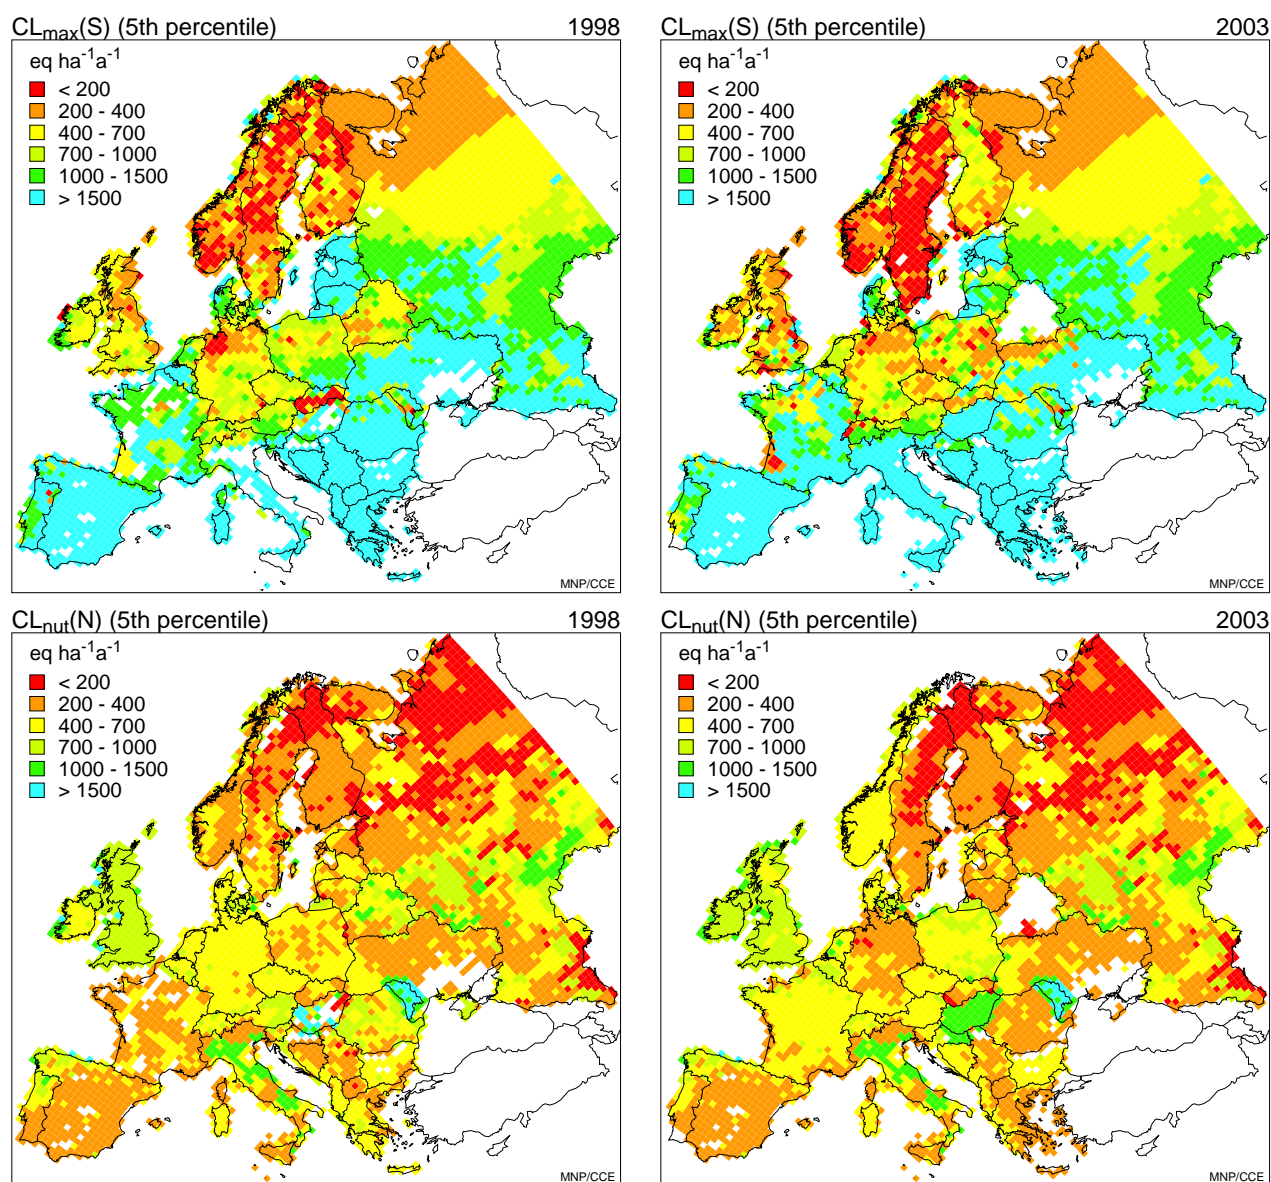 CLmax(S) (5th percentile) 1998
eq ha-1a-1
< 200
200 - 400
400 - 700
700 - 1000
1000 - 1500
> 1500
MNP/CCE
CLmax(S) (5th percentile) 2003
eq ha-1a-1
< 200
200 - 400
400 - 700
700 - 1000
1000 - 1500
> 1500
MNP/CCE
CLnut(N) (5th percentile) 1998
eq ha-1a-1
< 200
200 - 400
400 - 700
700 - 1000
1000 - 1500
> 1500
MNP/CCE
CLnut(N) (5th percentile) 2003
eq ha-1a-1
< 200
200 - 400
400 - 700
700 - 1000
1000 - 1500
> 1500
MNP/CCE